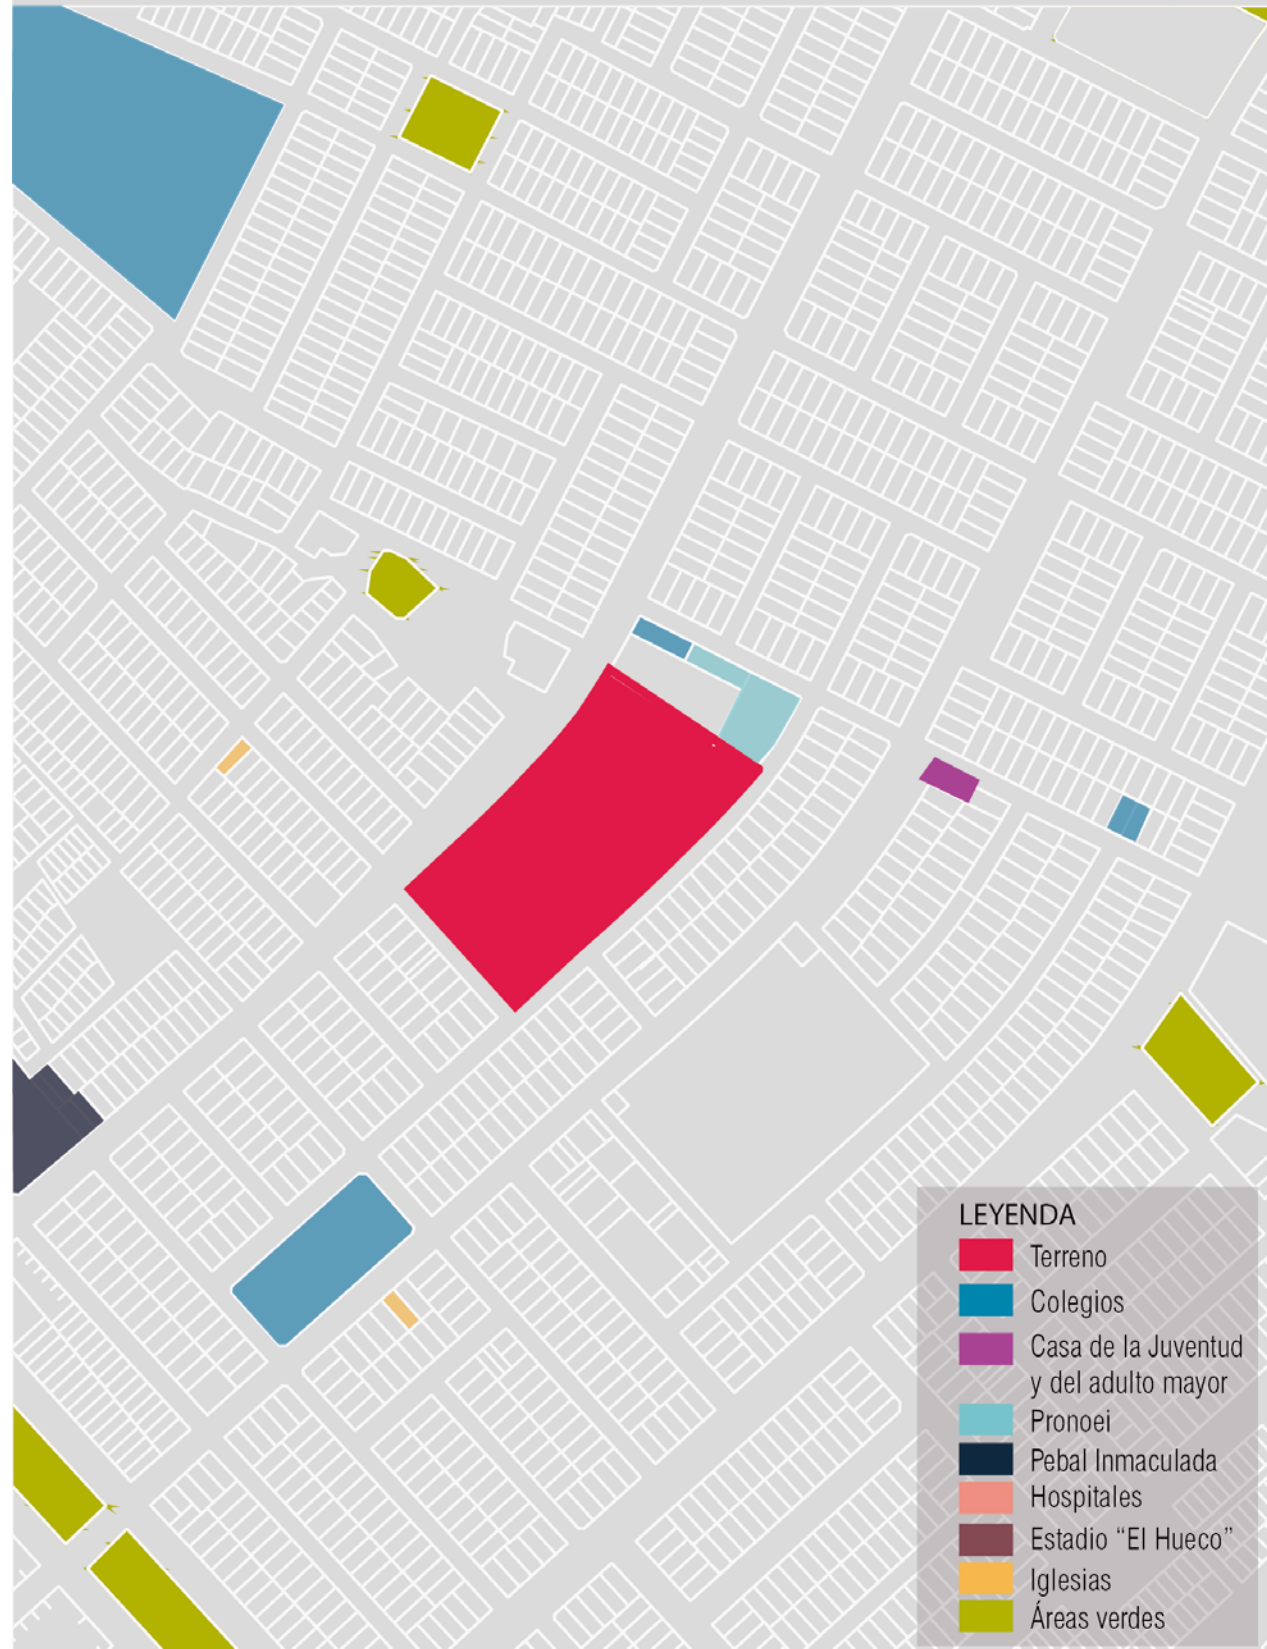 LEYENDA
Terreno
Colegios
Casa de la Juventud
y del adulto mayor
Pronoei
Pebal Inmaculada
Hospitales
Estadio “El Hueco”
Iglesias
Áreas verdes